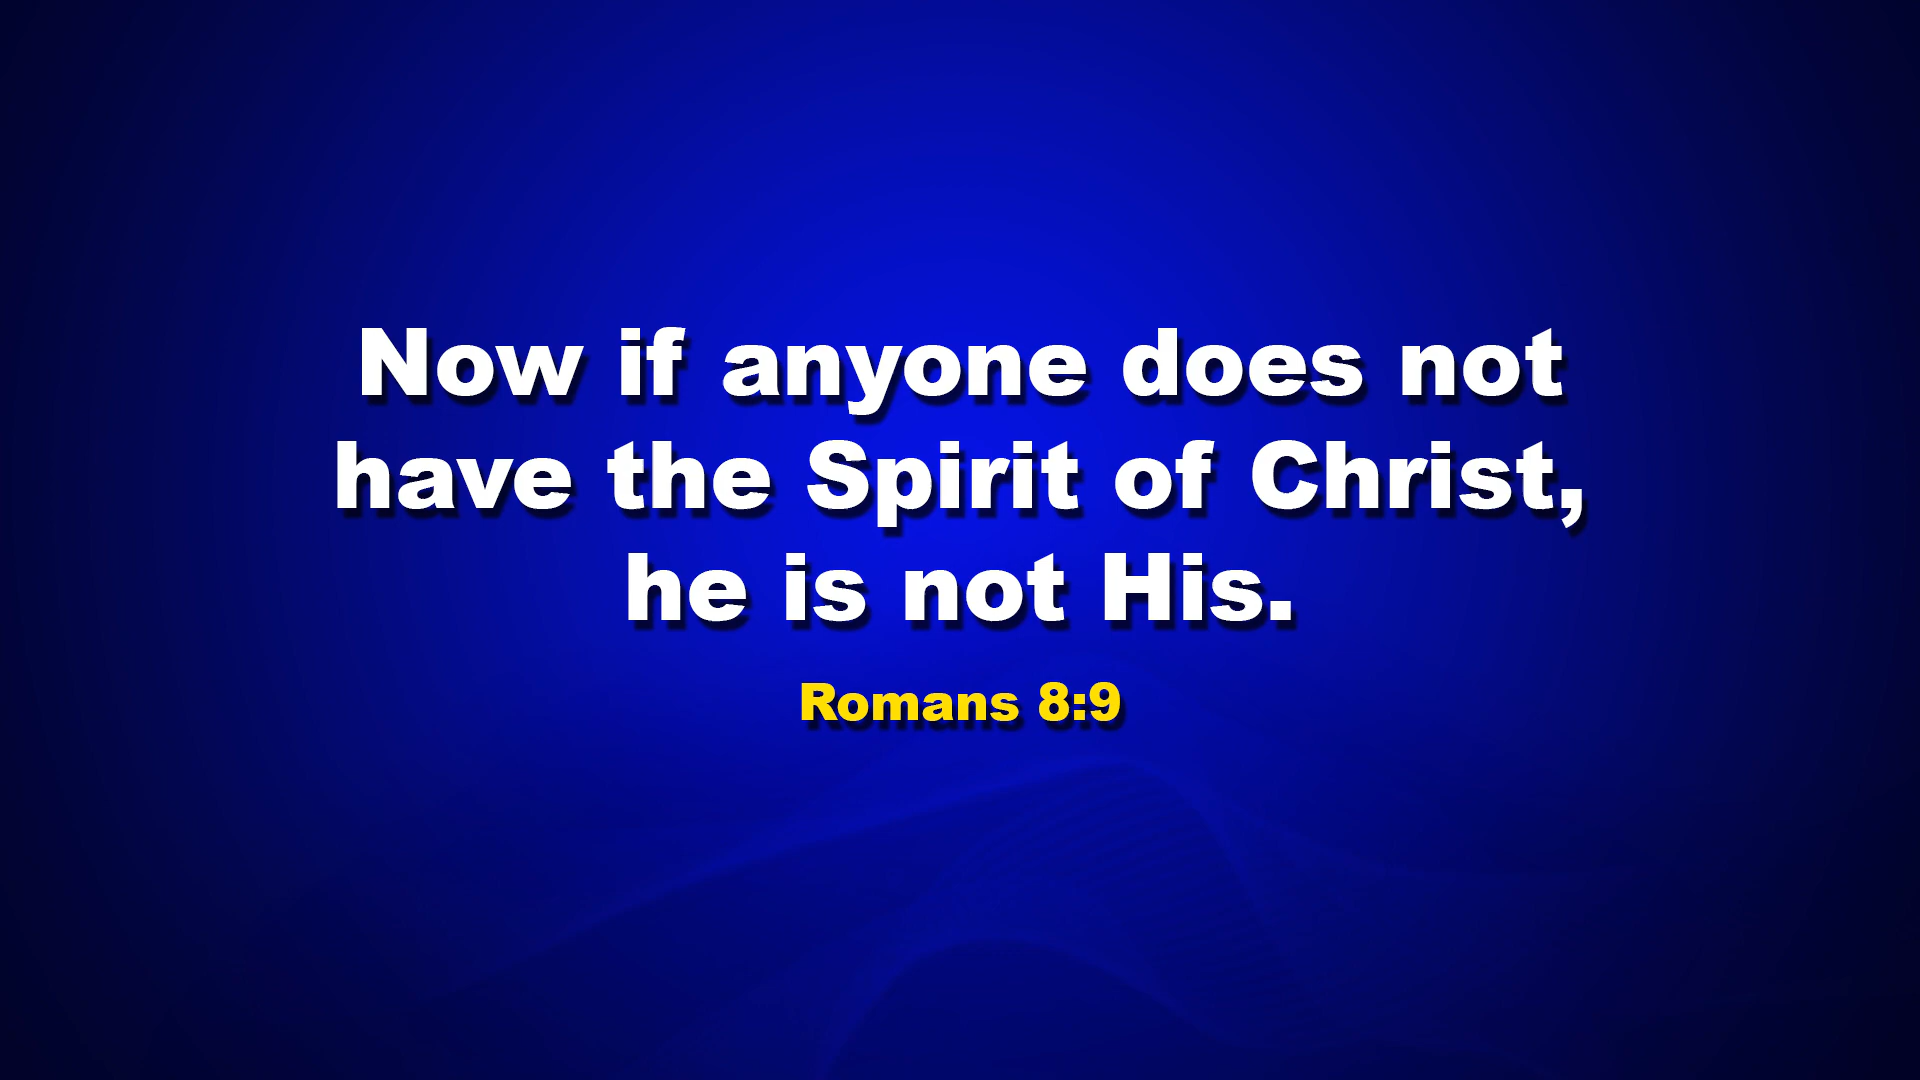 Now if anyone does not
have the Spirit of Christ,
he is not His.
Romans 8:9